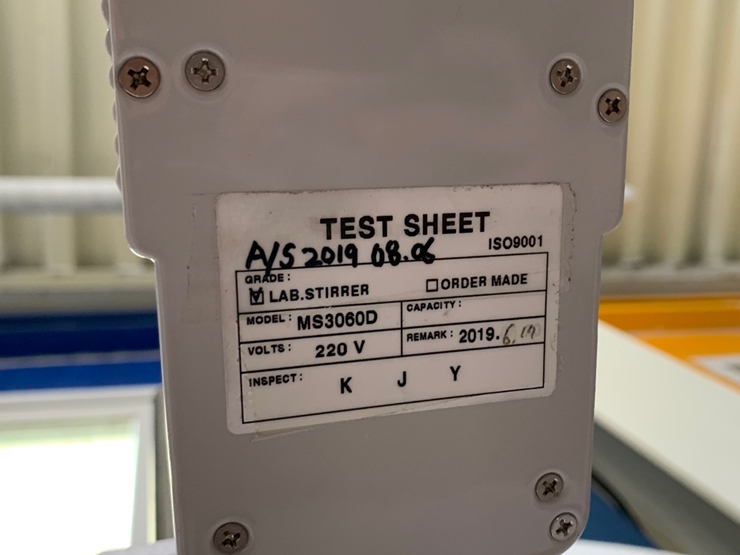 TEST SHEET
ISO9001
A/S 2019 08.06
GRADE :
LAB.STIRRER
ORDER MADE
MODEL : MS3060D
CAPACITY :
VOLTS : 220 V
REMARK : 2019.6.
INSPECT : K J Y